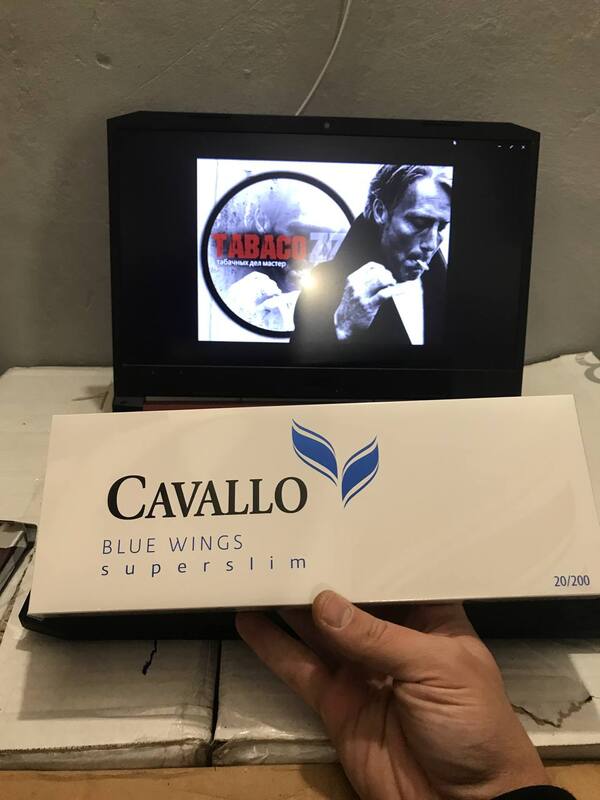 TABACO
табачных дел мастер
CAVALLO
BLUE WINGS
superslim
20/200